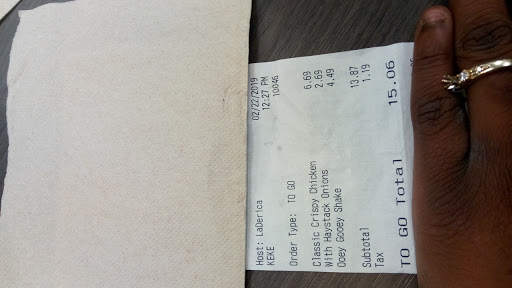 Host: LaDerica 02/22/2019
KEKE 12:27 PM
10046
Order Type: TO GO
Classic Crispy Chicken 6.69
With Haystack Onions 2.69
Ooey Gooey Shake 4.49
Subtotal 13.87
Tax 1.19
TO GO Total 15.06